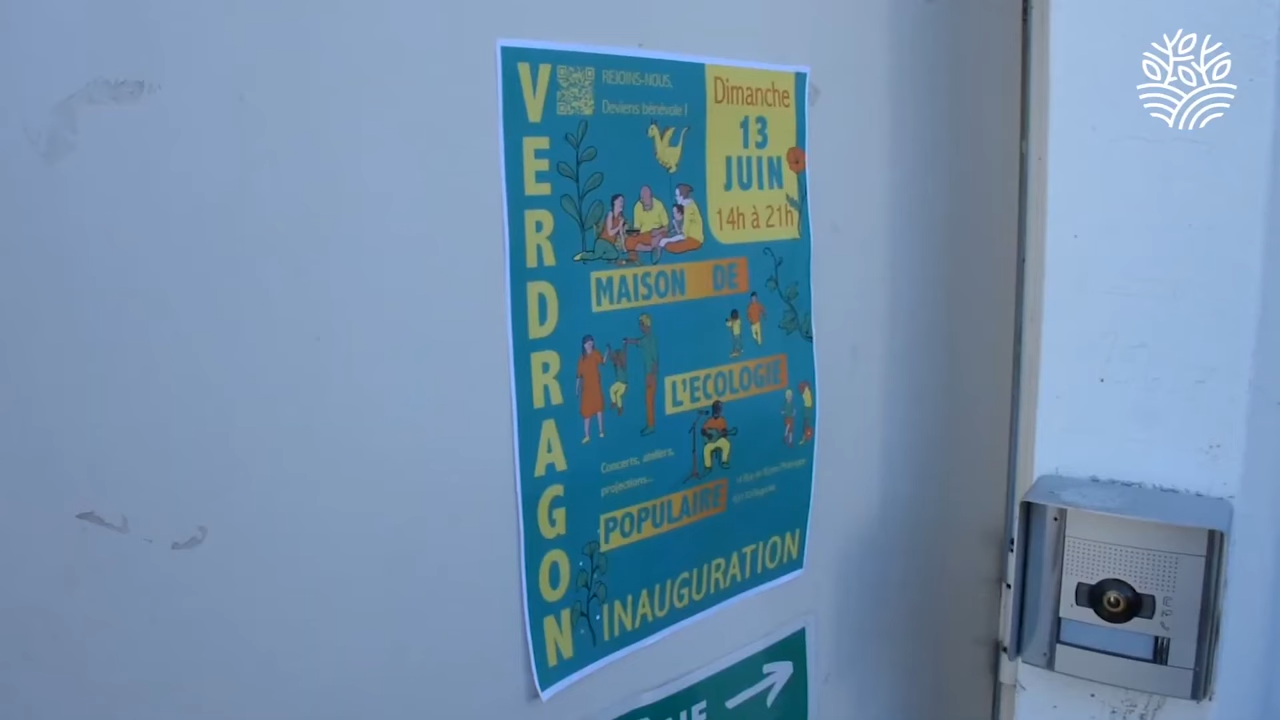 VERDRAGON
REJOINS-NOUS,
Deviens bénévole !
Dimanche
13
JUIN
14h à 21h
MAISON DE
L'ECOLOGIE
Concerts, ateliers,
projections...
POPULAIRE
INAUGURATION